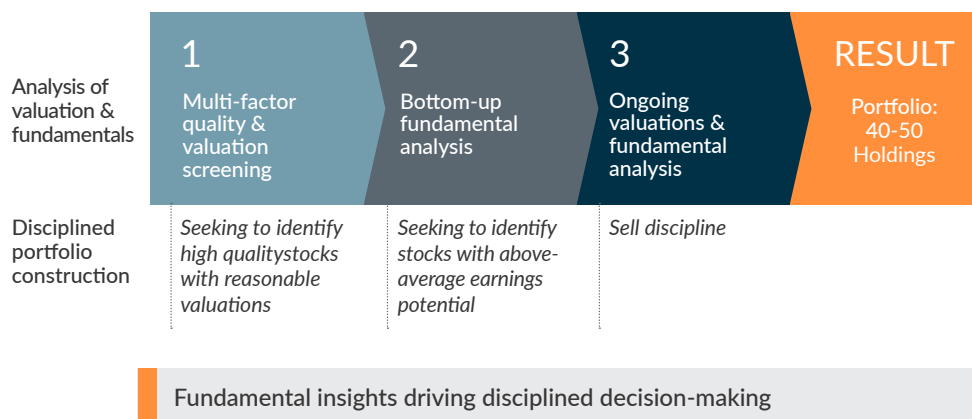 Analysis of
valuation &
fundamentals
1
Multi-factor
quality &
valuation
screening
2
Bottom-up
fundamental
analysis
3
Ongoing
valuations &
fundamental
analysis
RESULT
Portfolio:
40-50
Holdings
Disciplined
portfolio
construction
Seeking to identify
high qualitystocks
with reasonable
valuations
Seeking to identify
stocks with above-
average earnings
potential
Sell discipline
Fundamental insights driving disciplined decision-making